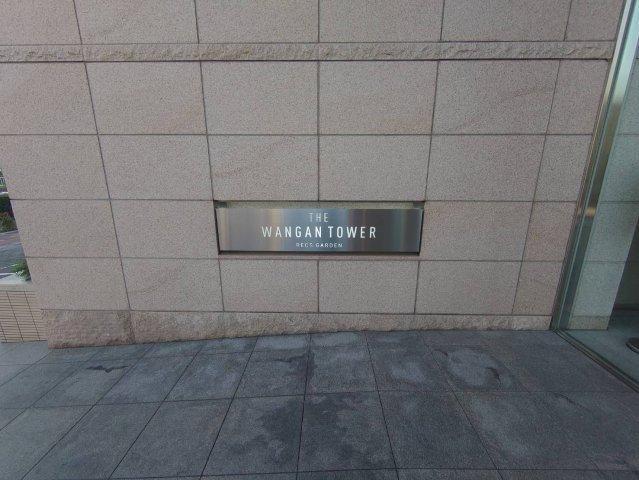 THE
WANGAN TOWER
RECS GARDEN